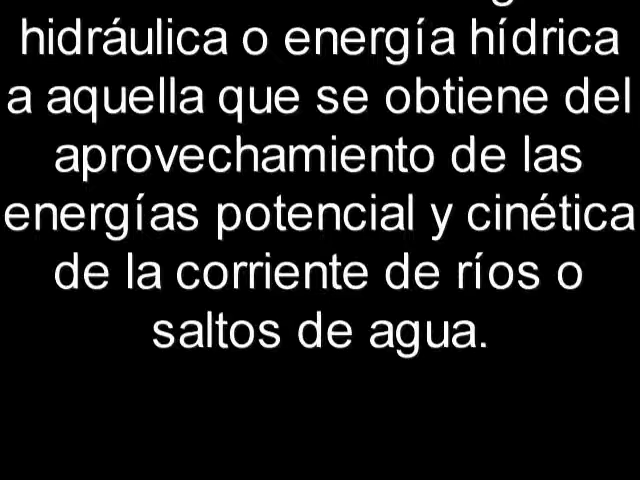 hidráulica o energía hídrica
a aquella que se obtiene del
aprovechamiento de las
energías potencial y cinética
de la corriente de ríos o
saltos de agua.